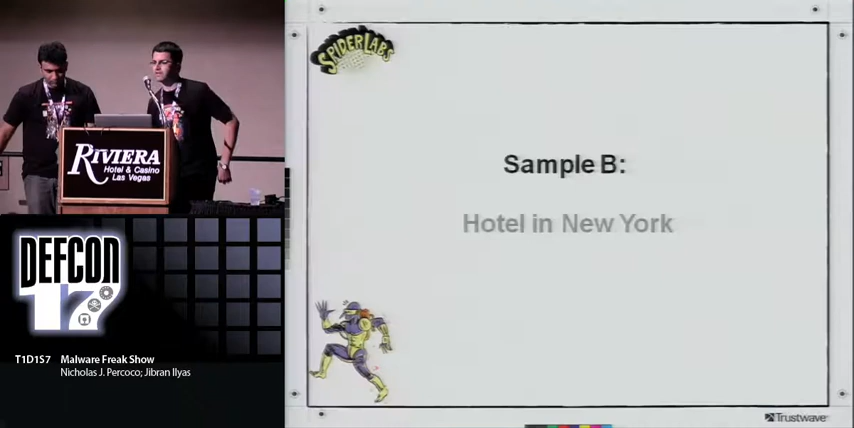 SPIDERLABS
Sample B:
Hotel in New York
RIVIERA
Hotel & Casino
Las Vegas
DEFCON
17
T1D1S7 Malware Freak Show
Nicholas J. Percoco; Jibran Ilyas
Trustwave